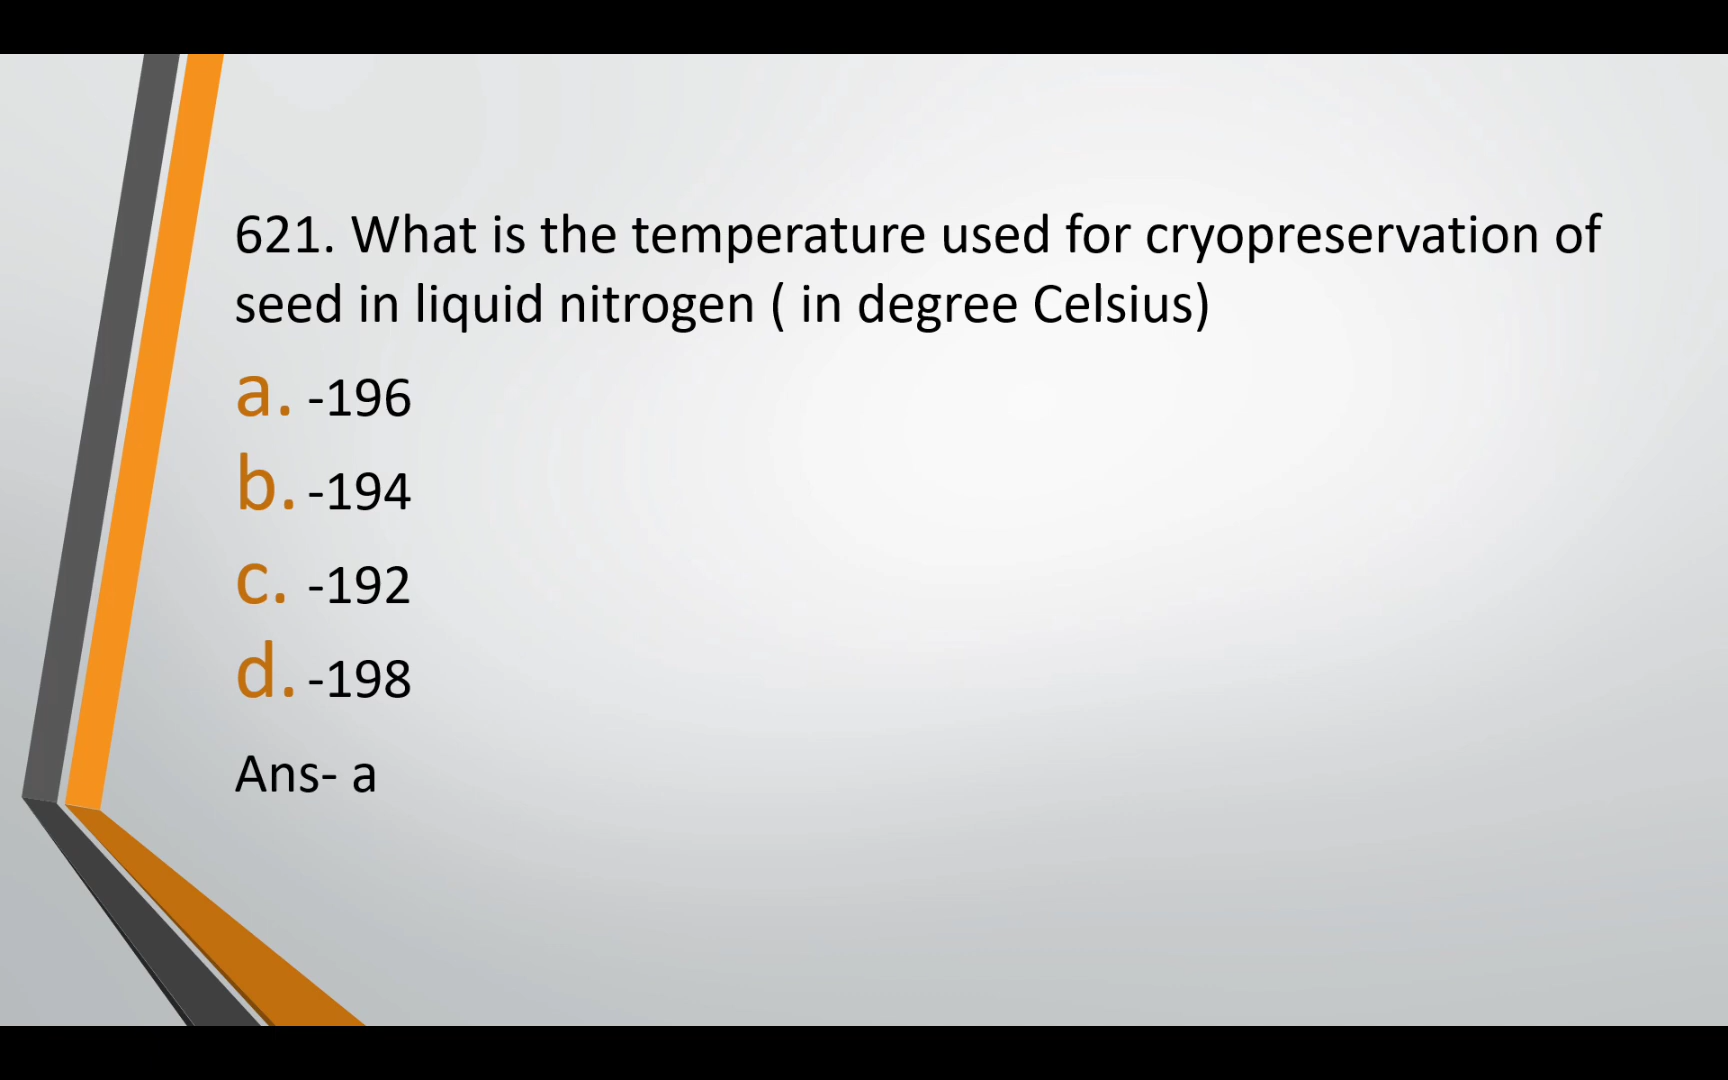 621. What is the temperature used for cryopreservation of
seed in liquid nitrogen ( in degree Celsius)
a. -196
b. -194
c. -192
d. -198
Ans- a